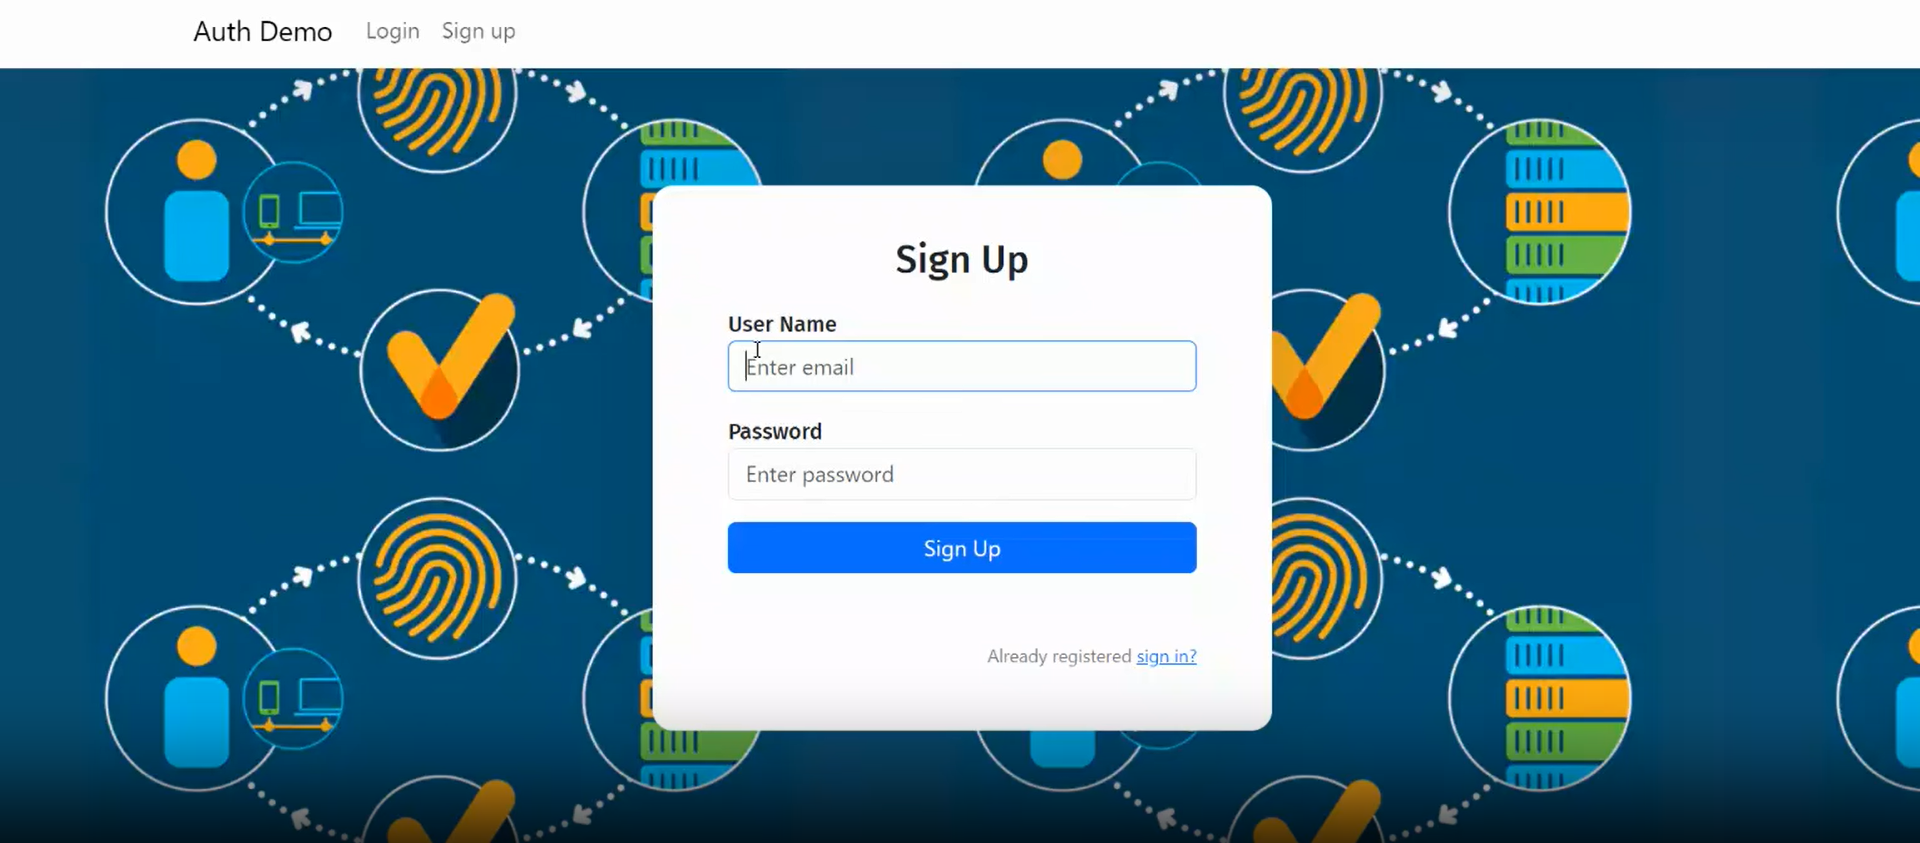 Auth Demo Login Sign up
Sign Up
User Name
Enter email
Password
Enter password
Sign Up
Already registered sign in?